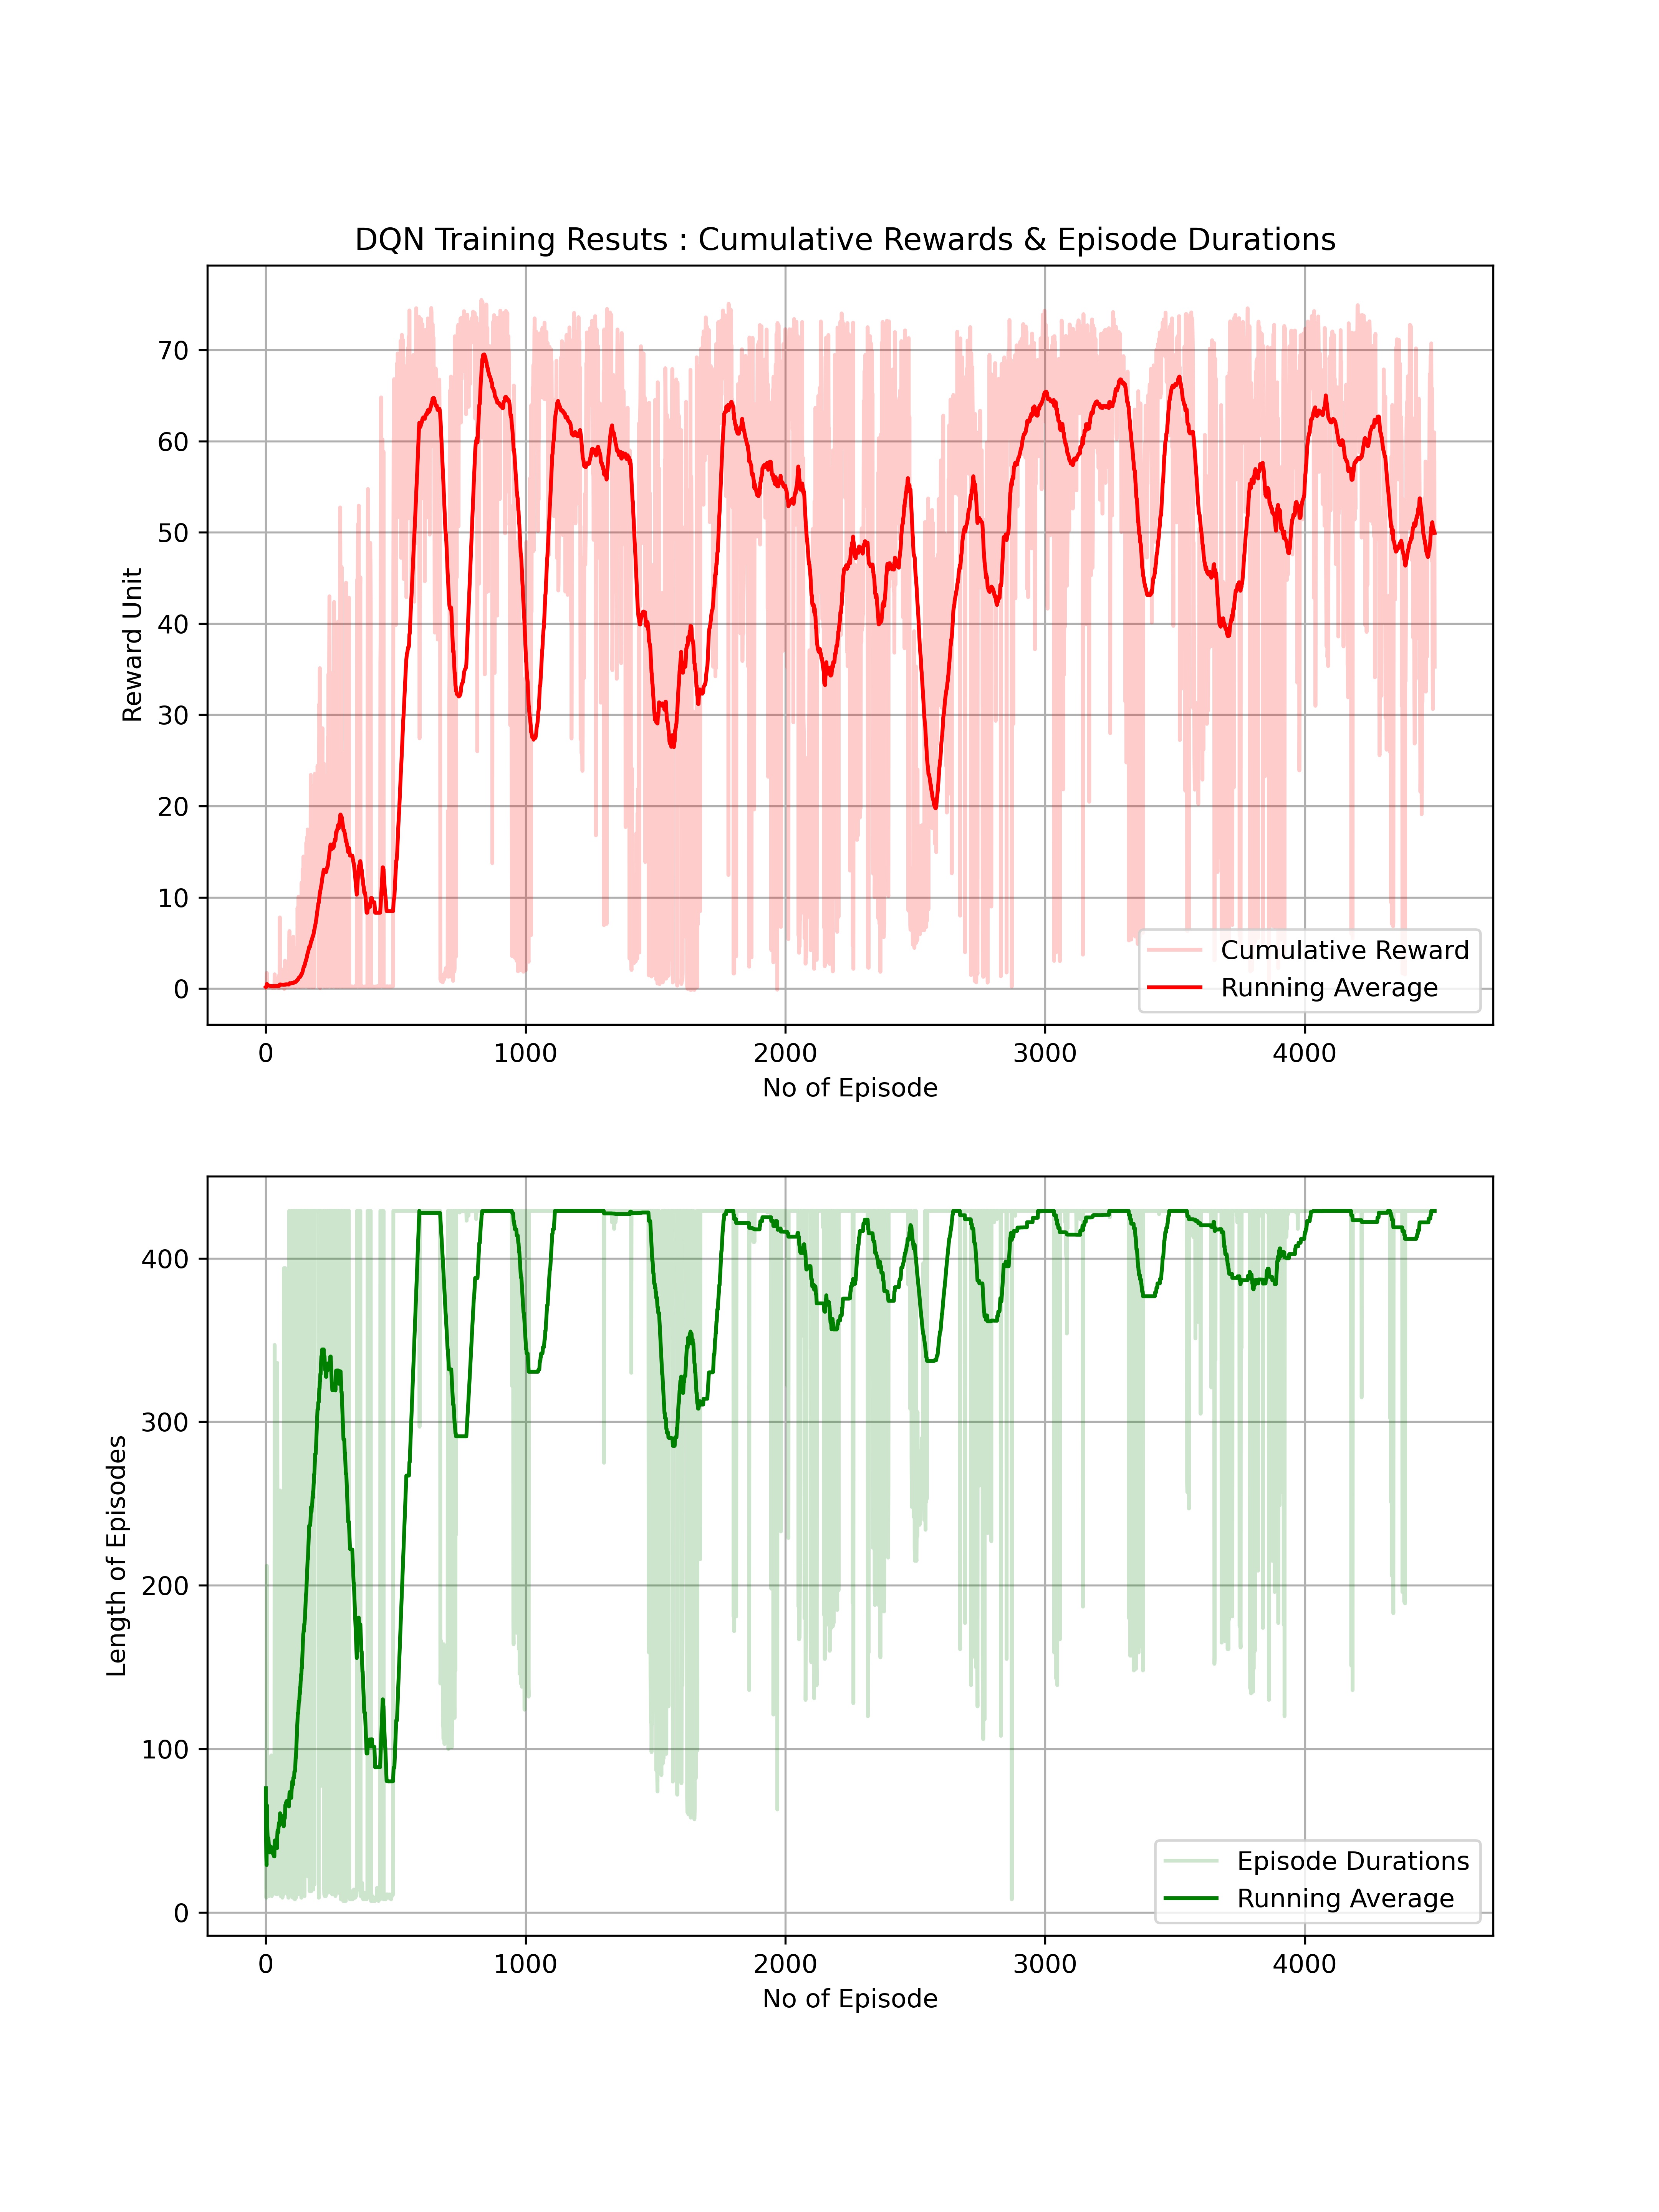 DQN Training Resuts : Cumulative Rewards & Episode Durations
70
60
50
40
30
20
10
0
Reward Unit
Cumulative Reward
Running Average
0 1000 2000 3000 4000
No of Episode
400
300
200
100
0
Length of Episodes
Episode Durations
Running Average
0 1000 2000 3000 4000
No of Episode